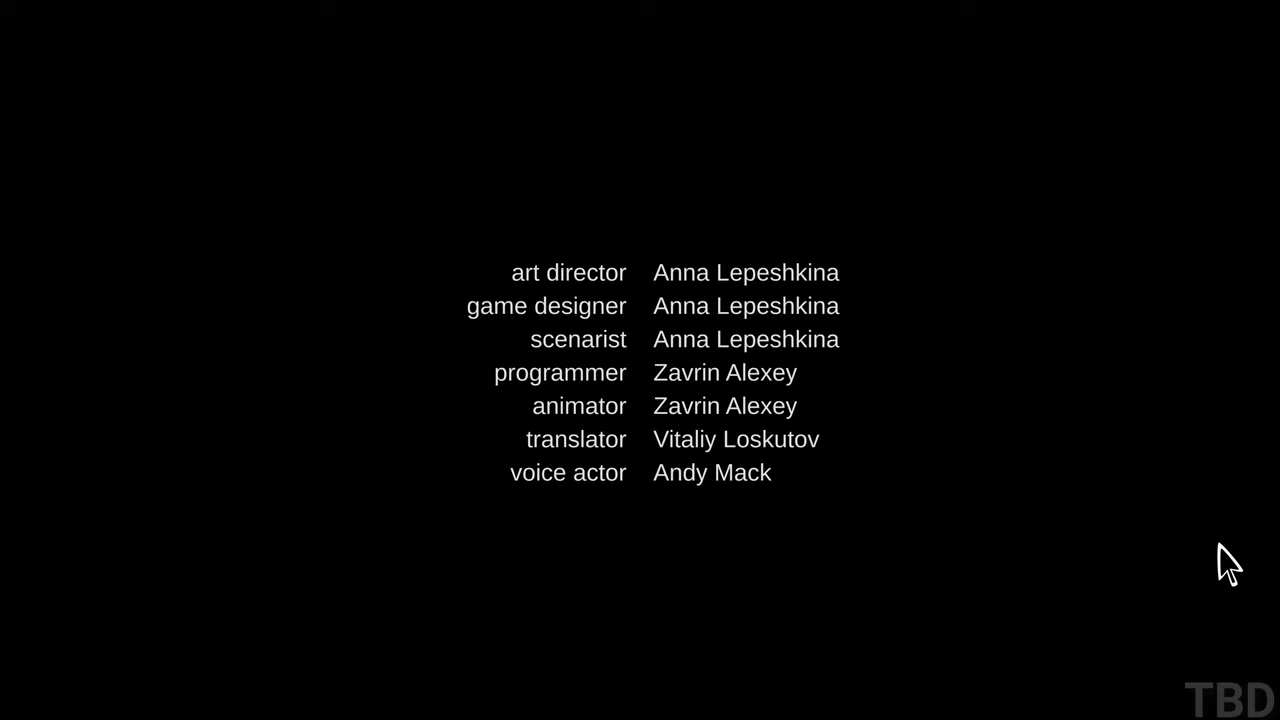 art director Anna Lepeshkina
game designer Anna Lepeshkina
scenarist Anna Lepeshkina
programmer Zavrin Alexey
animator Zavrin Alexey
translator Vitaliy Loskutov
voice actor Andy Mack
TBD